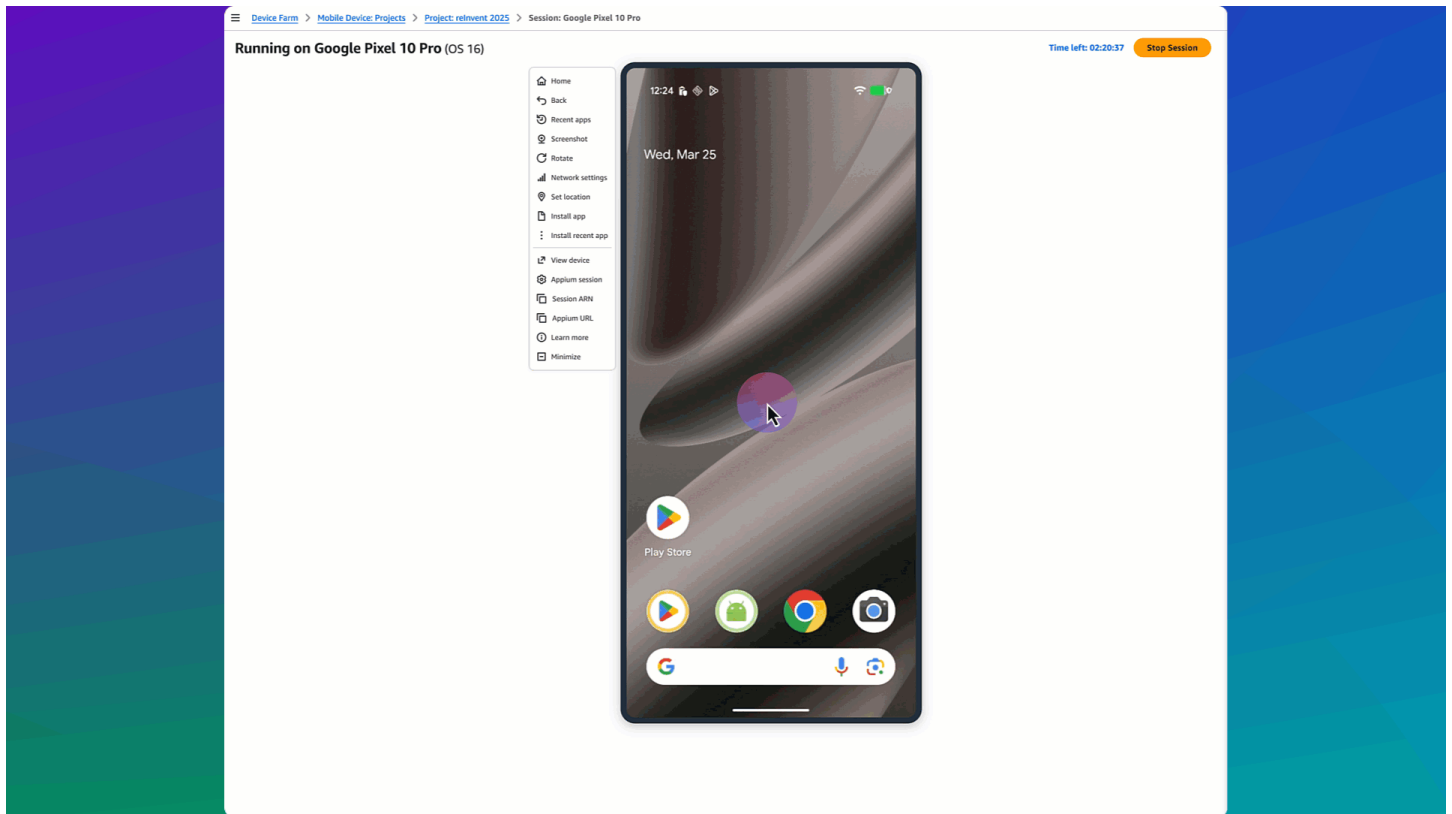 Device Farm > Mobile Device: Projects > Project: reInvent 2025 > Session: Google Pixel 10 Pro
Running on Google Pixel 10 Pro (OS 16)
Time left: 02:20:37
Stop Session
Home
Back
Recent apps
Screenshot
Rotate
Network settings
Set location
Install app
Install recent app
View device
Appium session
Session ARN
Appium URL
Learn more
Minimize
12:24
Wed, Mar 25
Play Store